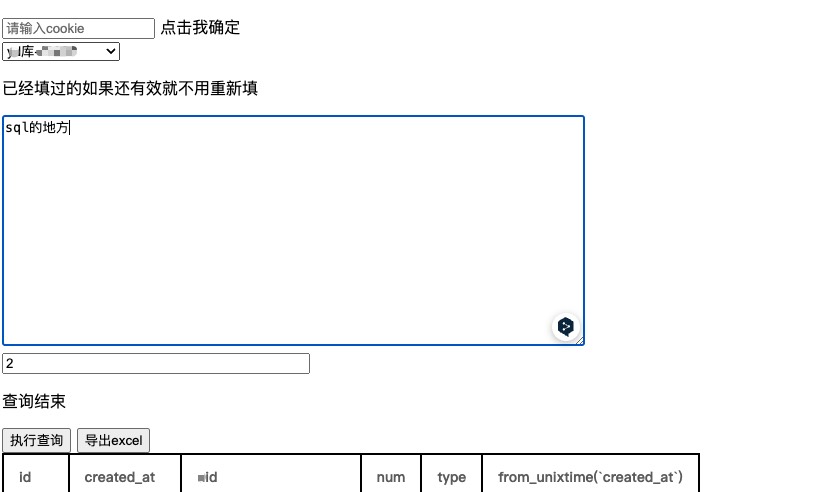 请输入cookie 点击我确定
库
已经填过的如果还有效就不用重新填
sql的地方
2
查询结束
执行查询 导出excel
id created_at id num type from_unixtime(`created_at`)